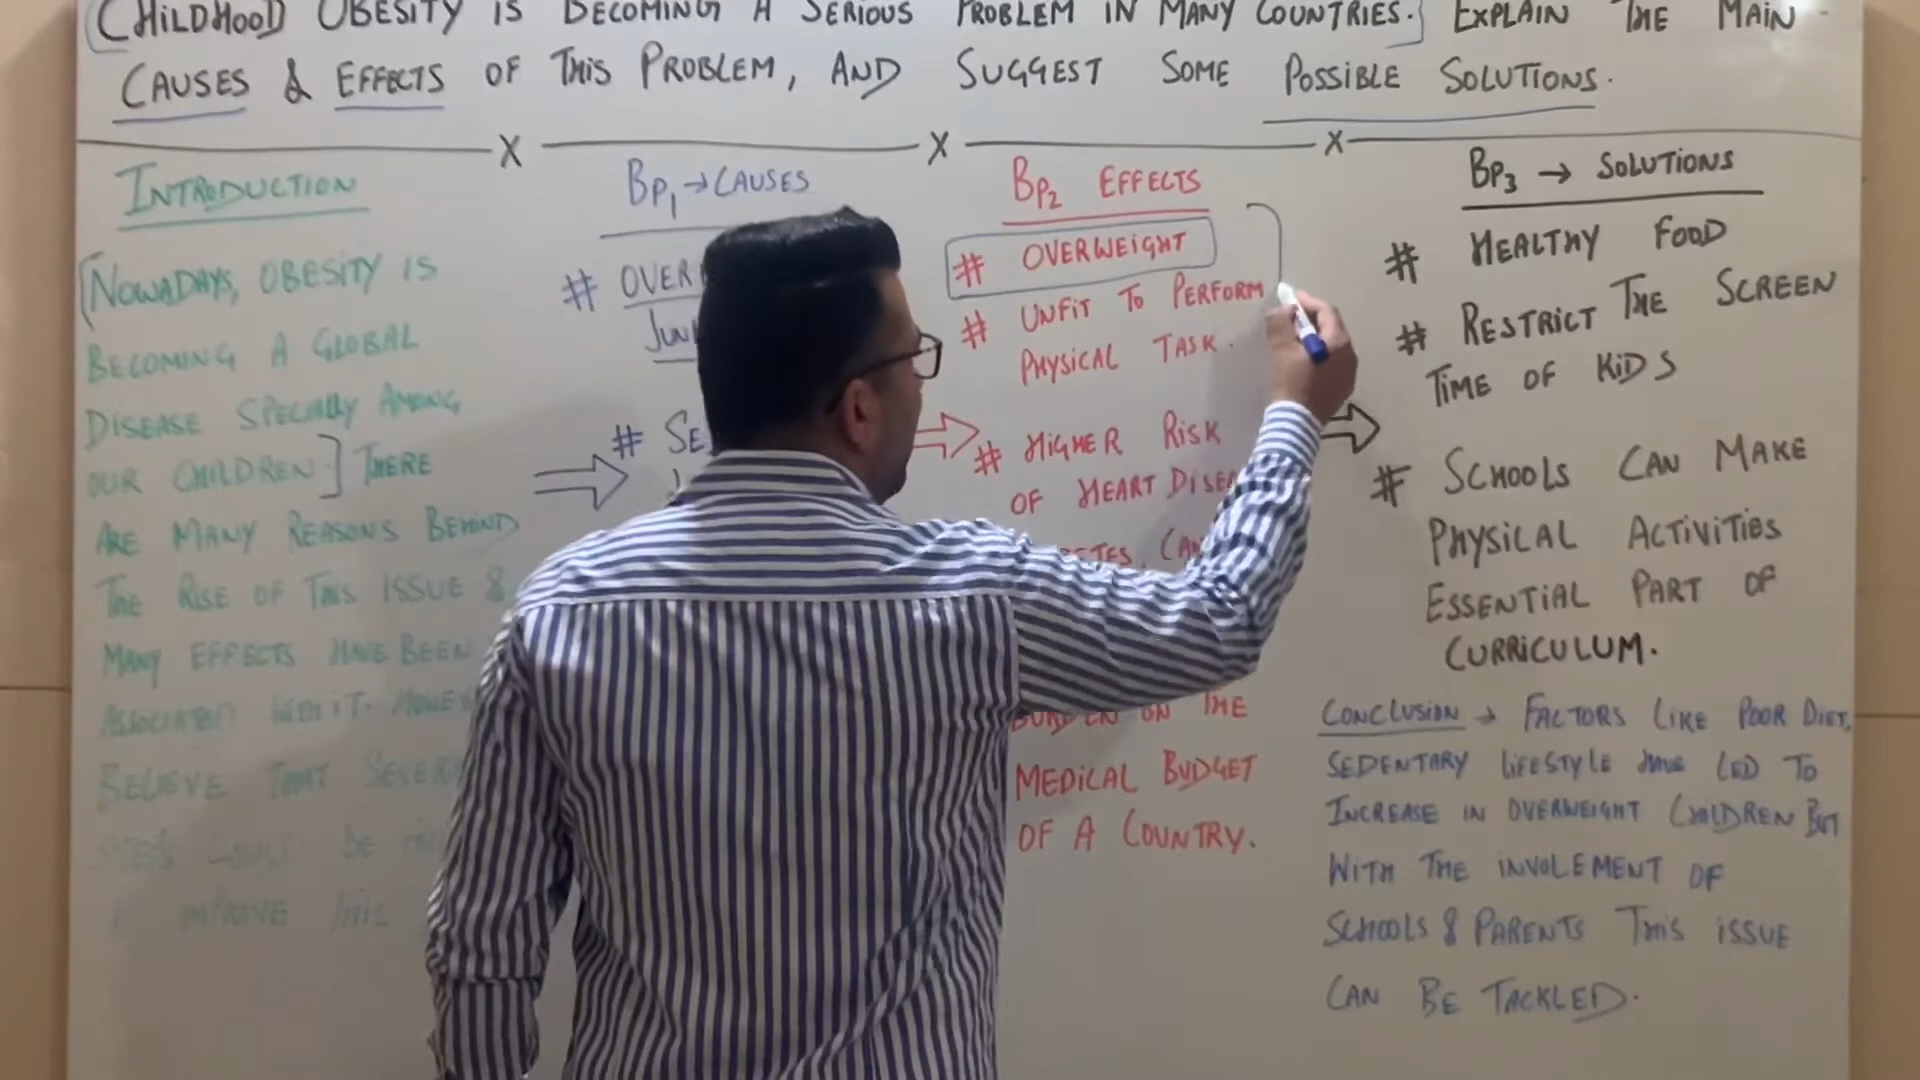 CHILDHOOD OBESITY IS BECOMING A SERIOUS PROBLEM IN MANY COUNTRIES. EXPLAIN THE MAIN
CAUSES & EFFECTS OF THIS PROBLEM, AND SUGGEST SOME POSSIBLE SOLUTIONS.
INTRODUCTION
NOWADAYS, OBESITY IS
BECOMING A GLOBAL
DISEASE SPECIALLY AMONG
OUR CHILDREN. THERE
ARE MANY REASONS BEHIND
THE RISE OF THIS ISSUE &
MANY EFFECTS HAVE BEEN
ASSOCIATED WITH IT.
BELIEVE THAT
BE
BP1 → CAUSES
# OVER
JUN
# SE
BP2 EFFECTS
# OVERWEIGHT
# UNFIT TO PERFORM
PHYSICAL TASK.
# HIGHER RISK
OF HEART DISEA
BURDEN ON THE
MEDICAL BUDGET
OF A COUNTRY.
BP3 → SOLUTIONS
# HEALTHY FOOD
# RESTRICT THE SCREEN
TIME OF KIDS
# SCHOOLS CAN MAKE
PHYSICAL ACTIVITIES
ESSENTIAL PART OF
CURRICULUM.
CONCLUSION → FACTORS LIKE POOR DIET,
SEDENTARY LIFESTYLE HAVE LED TO
INCREASE IN OVERWEIGHT CHILDREN BUT
WITH THE INVOLEMENT OF
SCHOOLS & PARENTS THIS ISSUE
CAN BE TACKLED.